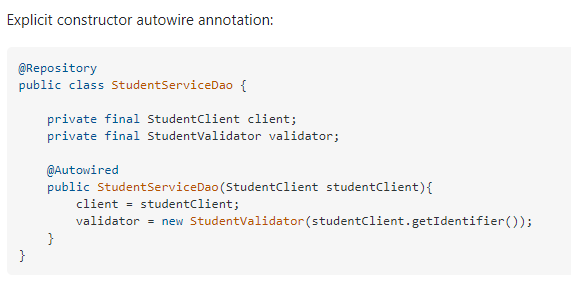 Explicit constructor autowire annotation:
@Repository
public class StudentServiceDao {
private final StudentClient client;
private final StudentValidator validator;
@Autowired
public StudentServiceDao(StudentClient studentClient){
client = studentClient;
validator = new StudentValidator(studentClient.getIdentifier());
}
}